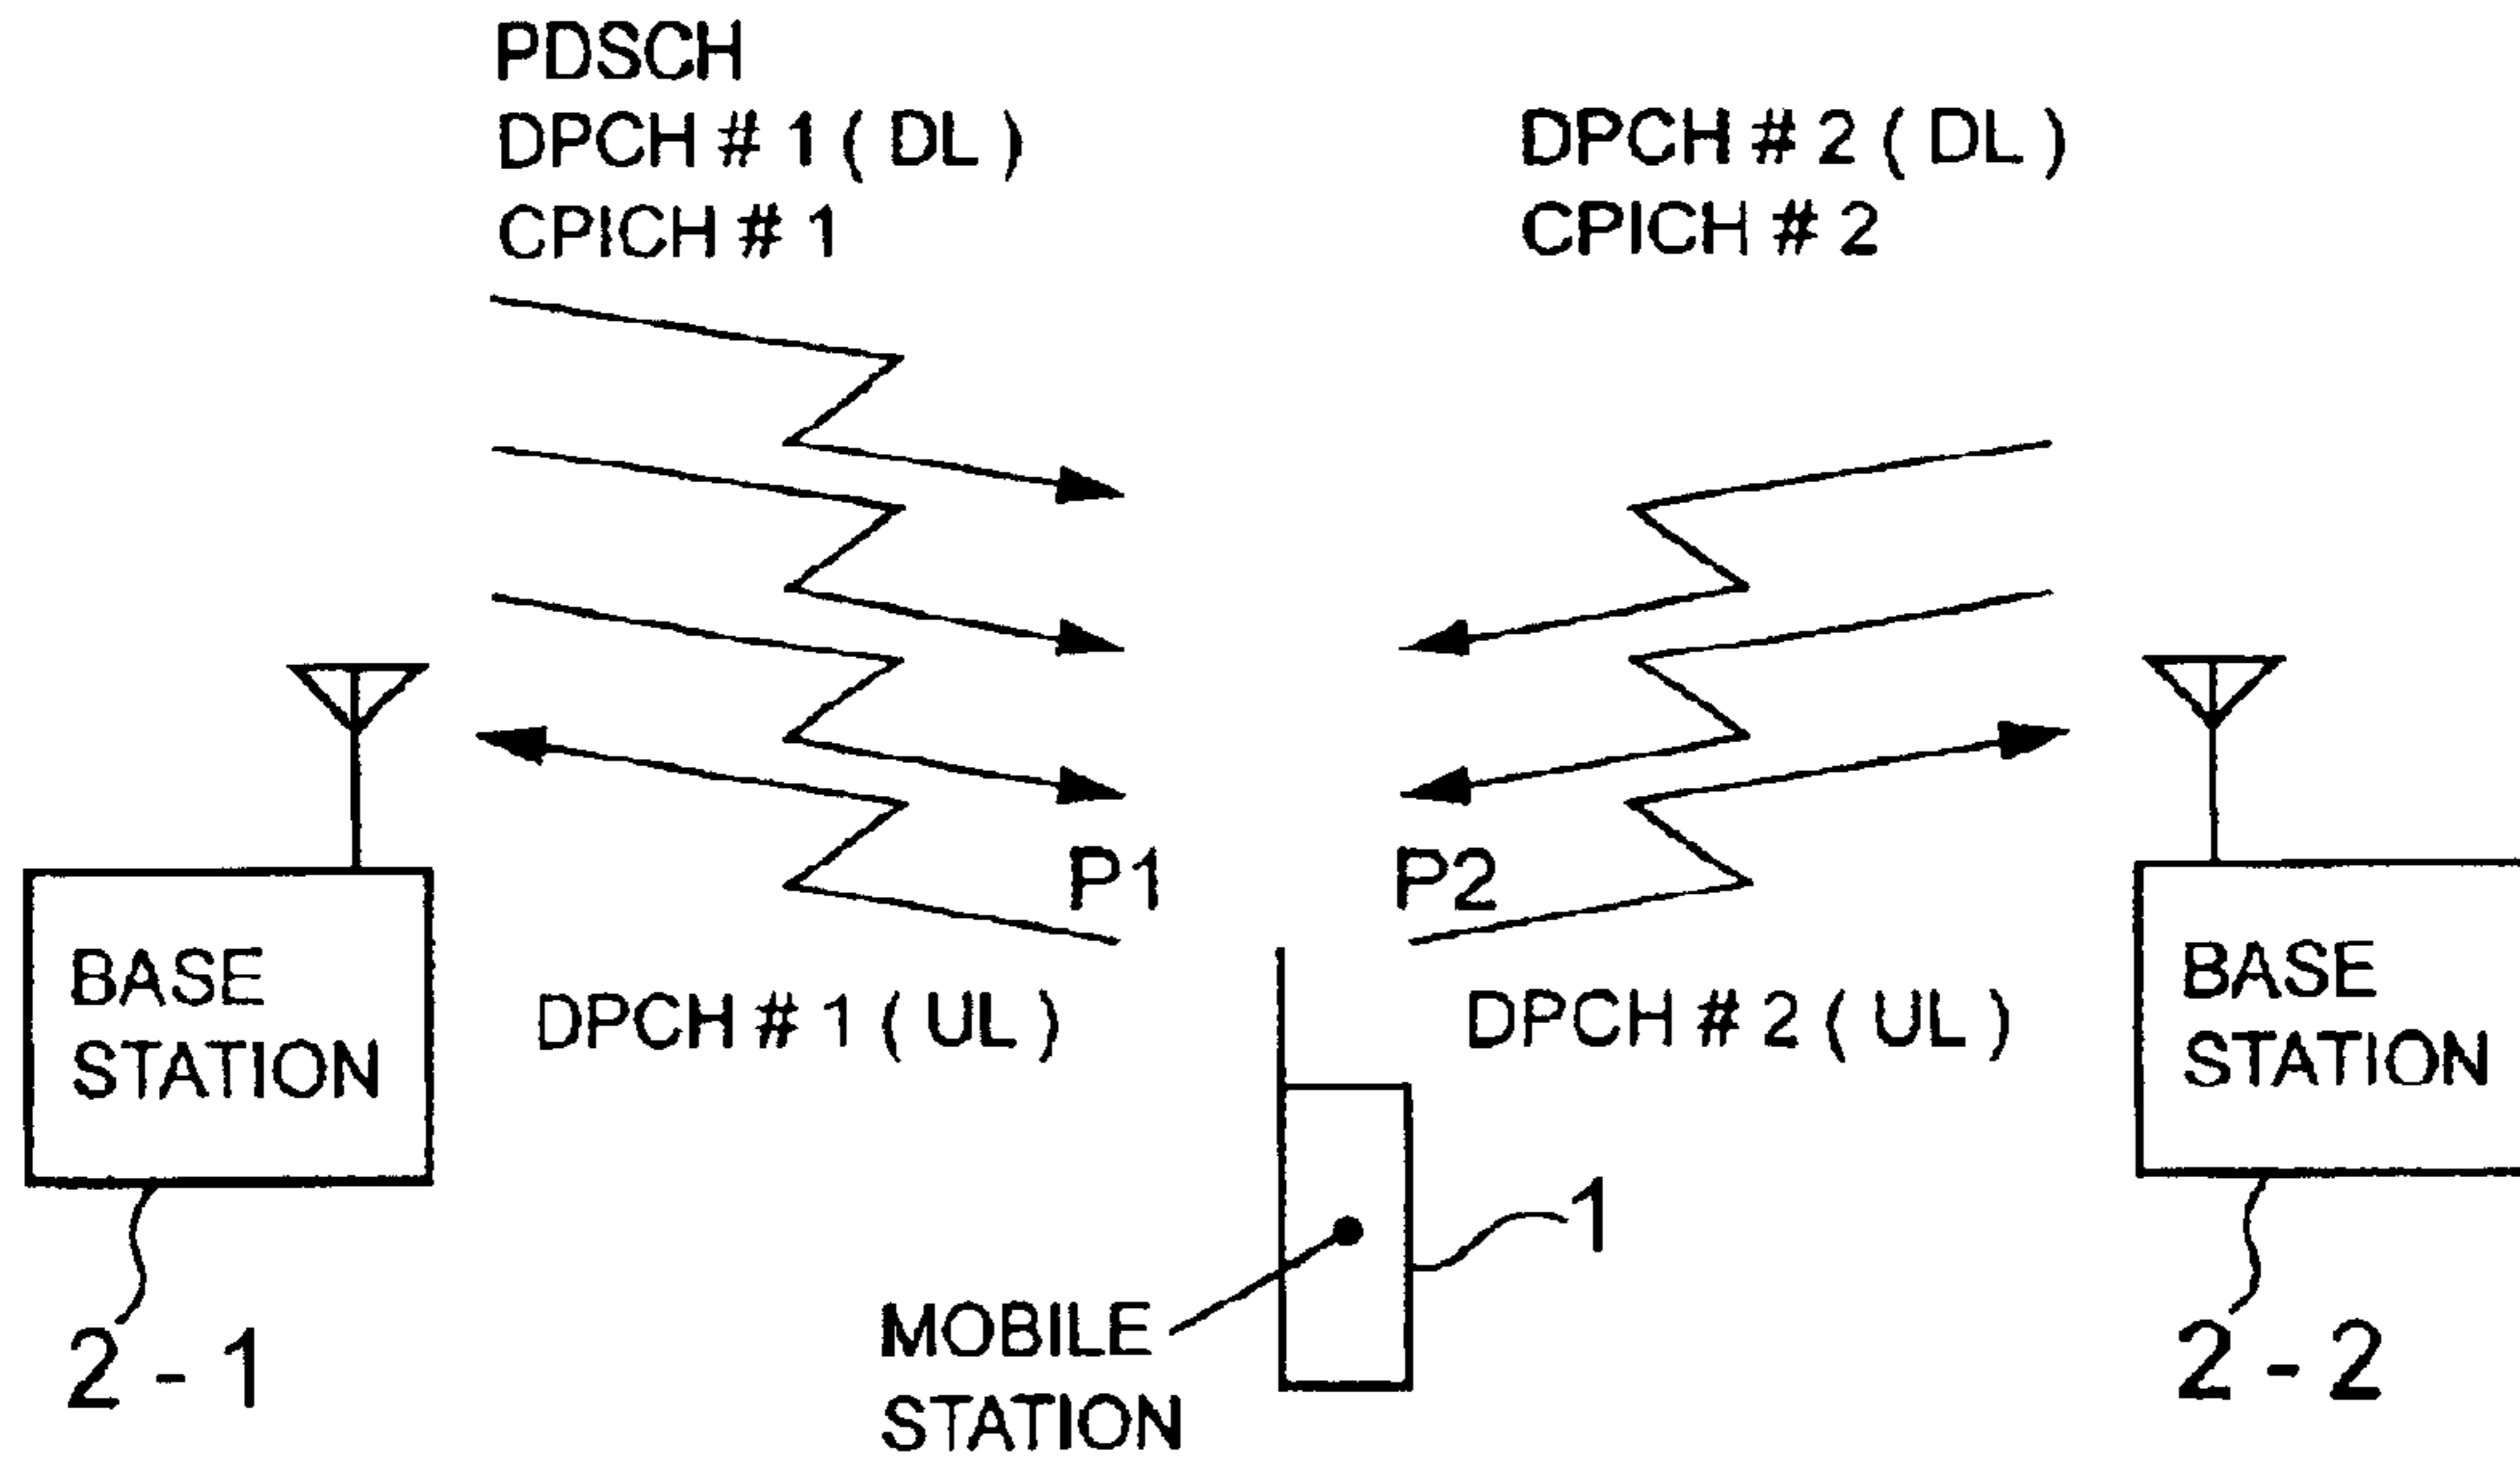 PDSCH
DPCH # 1 ( DL )
CPICH # 1
DPCH # 2 ( DL )
CPICH # 2
P1
P2
BASE
STATION
DPCH # 1 ( UL )
DPCH # 2 ( UL )
BASE
STATION
1
MOBILE
STATION
2 - 1
2 - 2